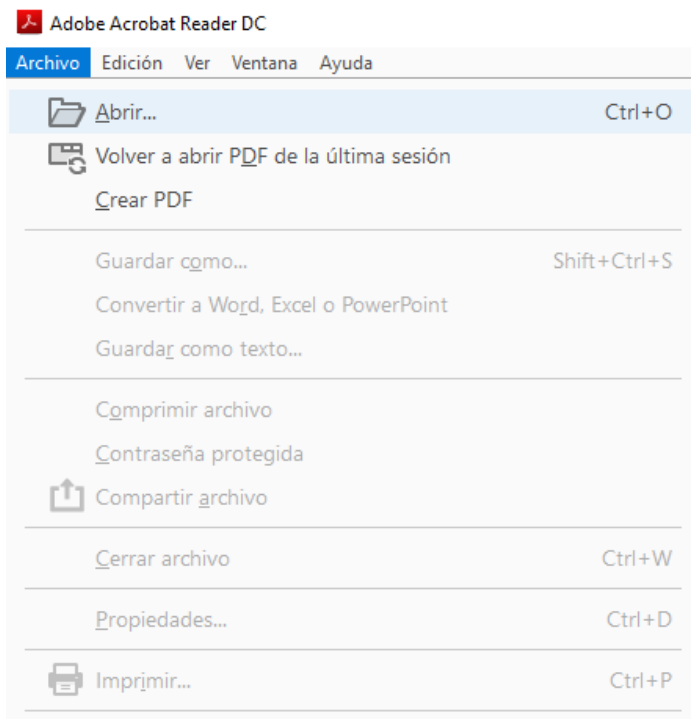 Adobe Acrobat Reader DC
Archivo Edición Ver Ventana Ayuda
Abrir... Ctrl+O
Volver a abrir PDF de la última sesión
Crear PDF
Guardar como... Shift+Ctrl+S
Convertir a Word, Excel o PowerPoint
Guardar como texto...
Comprimir archivo
Contraseña protegida
Compartir archivo
Cerrar archivo Ctrl+W
Propiedades... Ctrl+D
Imprimir... Ctrl+P